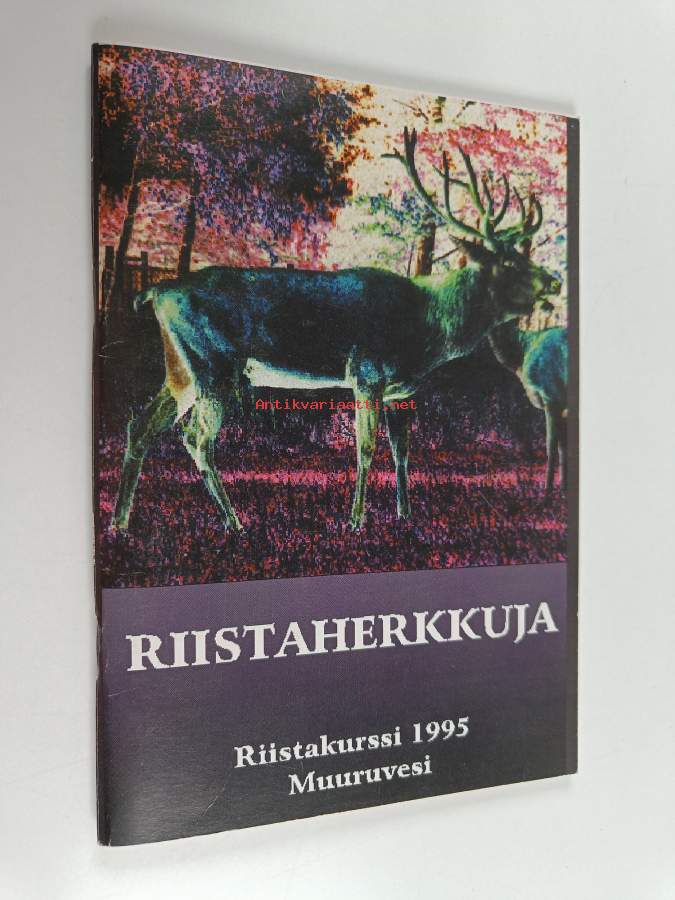 Antikvariaatti.net
RIISTAHERKKUJA
Riistakurssi 1995
Muuruvesi